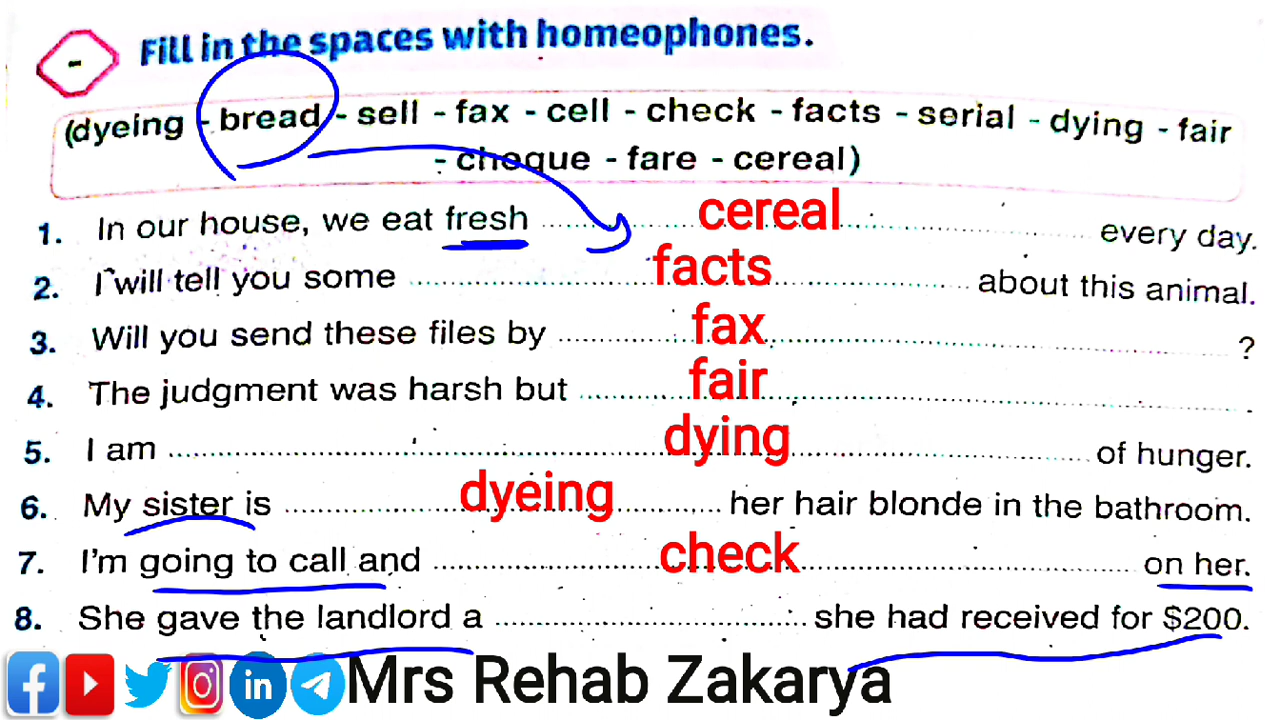 -
Fill in the spaces with homeophones.
(dyeing - bread - sell - fax - cell - check - facts - serial - dying - fair
- cheque - fare - cereal)
1. In our house, we eat fresh ........ cereal ........ every day.
2. I will tell you some ........ facts ........ about this animal.
3. Will you send these files by ........ fax ........ ?
4. The judgment was harsh but ........ fair ........ .
5. I am ........ dying ........ of hunger.
6. My sister is ........ dyeing ........ her hair blonde in the bathroom.
7. I'm going to call and ........ check ........ on her.
8. She gave the landlord a ........ she had received for $200.
Mrs Rehab Zakarya